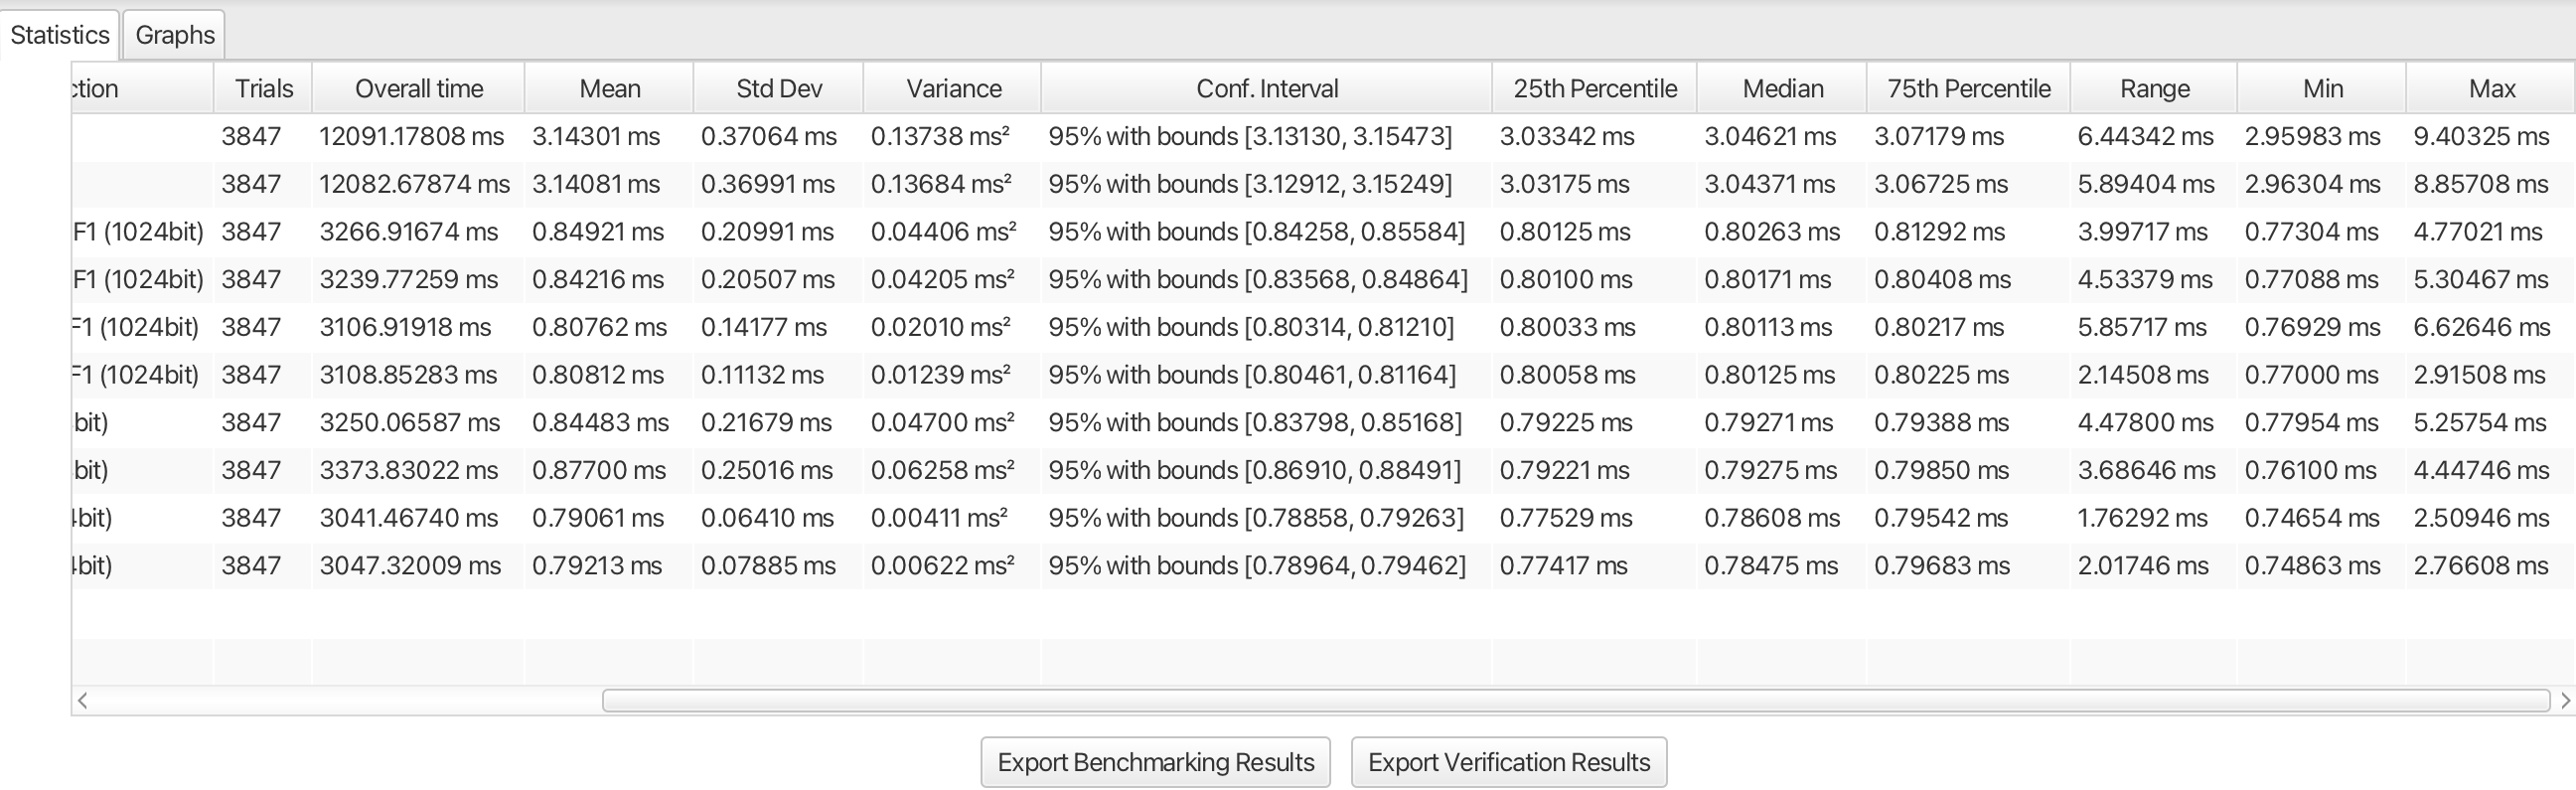 Statistics Graphs
ction Trials Overall time Mean Std Dev Variance Conf. Interval 25th Percentile Median 75th Percentile Range Min Max
3847 12091.17808 ms 3.14301 ms 0.37064 ms 0.13738 ms² 95% with bounds [3.13130, 3.15473] 3.03342 ms 3.04621 ms 3.07179 ms 6.44342 ms 2.95983 ms 9.40325 ms
3847 12082.67874 ms 3.14081 ms 0.36991 ms 0.13684 ms² 95% with bounds [3.12912, 3.15249] 3.03175 ms 3.04371 ms 3.06725 ms 5.89404 ms 2.96304 ms 8.85708 ms
F1 (1024bit) 3847 3266.91674 ms 0.84921 ms 0.20991 ms 0.04406 ms² 95% with bounds [0.84258, 0.85584] 0.80125 ms 0.80263 ms 0.81292 ms 3.99717 ms 0.77304 ms 4.77021 ms
F1 (1024bit) 3847 3239.77259 ms 0.84216 ms 0.20507 ms 0.04205 ms² 95% with bounds [0.83568, 0.84864] 0.80100 ms 0.80171 ms 0.80408 ms 4.53379 ms 0.77088 ms 5.30467 ms
F1 (1024bit) 3847 3106.91918 ms 0.80762 ms 0.14177 ms 0.02010 ms² 95% with bounds [0.80314, 0.81210] 0.80033 ms 0.80113 ms 0.80217 ms 5.85717 ms 0.76929 ms 6.62646 ms
F1 (1024bit) 3847 3108.85283 ms 0.80812 ms 0.11132 ms 0.01239 ms² 95% with bounds [0.80461, 0.81164] 0.80058 ms 0.80125 ms 0.80225 ms 2.14508 ms 0.77000 ms 2.91508 ms
bit) 3847 3250.06587 ms 0.84483 ms 0.21679 ms 0.04700 ms² 95% with bounds [0.83798, 0.85168] 0.79225 ms 0.79271 ms 0.79388 ms 4.47800 ms 0.77954 ms 5.25754 ms
bit) 3847 3373.83022 ms 0.87700 ms 0.25016 ms 0.06258 ms² 95% with bounds [0.86910, 0.88491] 0.79221 ms 0.79275 ms 0.79850 ms 3.68646 ms 0.76100 ms 4.44746 ms
4bit) 3847 3041.46740 ms 0.79061 ms 0.06410 ms 0.00411 ms² 95% with bounds [0.78858, 0.79263] 0.77529 ms 0.78608 ms 0.79542 ms 1.76292 ms 0.74654 ms 2.50946 ms
4bit) 3847 3047.32009 ms 0.79213 ms 0.07885 ms 0.00622 ms² 95% with bounds [0.78964, 0.79462] 0.77417 ms 0.78475 ms 0.79683 ms 2.01746 ms 0.74863 ms 2.76608 ms
Export Benchmarking Results Export Verification Results